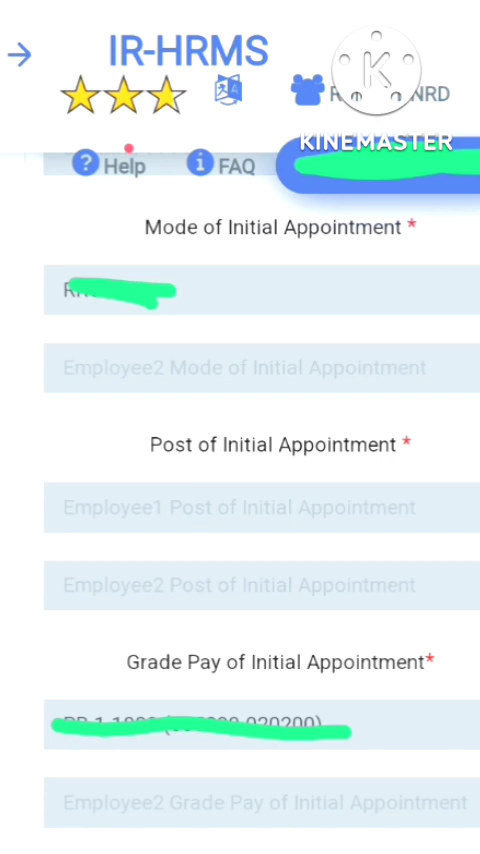 IR-HRMS
NRD
KINEMASTER
Help
FAQ
Mode of Initial Appointment *
Employee2 Mode of Initial Appointment
Post of Initial Appointment *
Employee1 Post of Initial Appointment
Employee2 Post of Initial Appointment
Grade Pay of Initial Appointment*
020200)
Employee2 Grade Pay of Initial Appointment